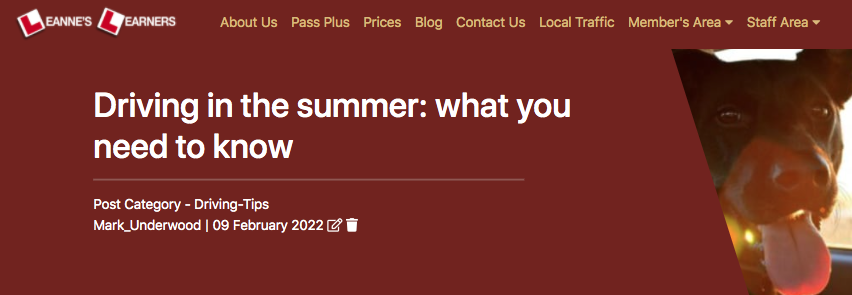 LEANNE'S LEARNERS
About Us Pass Plus Prices Blog Contact Us Local Traffic Member's Area Staff Area
Driving in the summer: what you
need to know
Post Category - Driving-Tips
Mark_Underwood | 09 February 2022